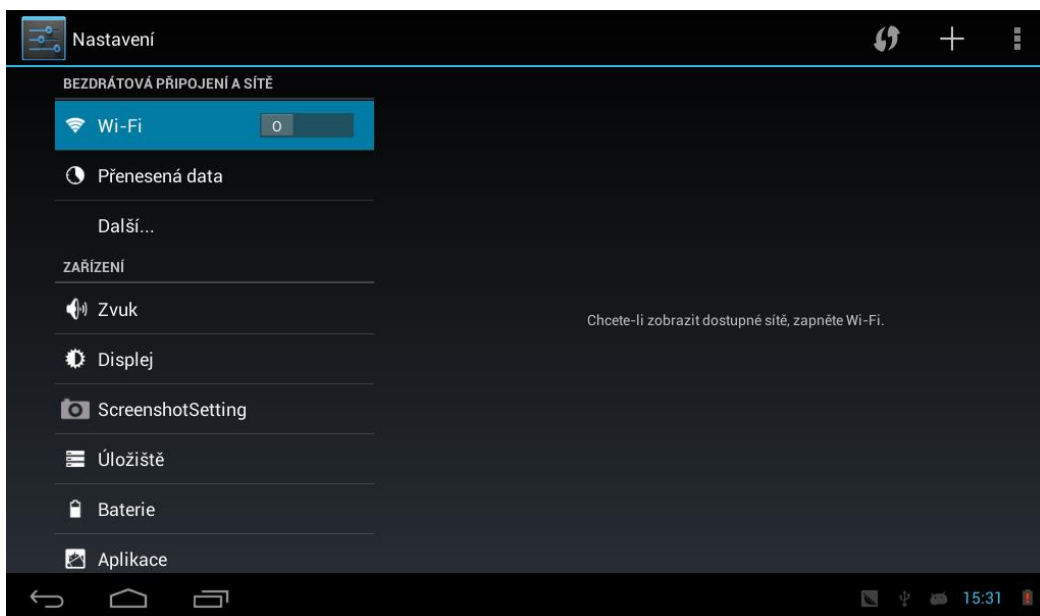 Nastavení
BEZDRÁTOVÁ PŘIPOJENÍ A SÍTĚ
Wi-Fi
O
Přenesená data
Další...
ZAŘÍZENÍ
Zvuk
Displej
ScreenshotSetting
Úložiště
Baterie
Aplikace
Chcete-li zobrazit dostupné sítě, zapněte Wi-Fi.
15:31